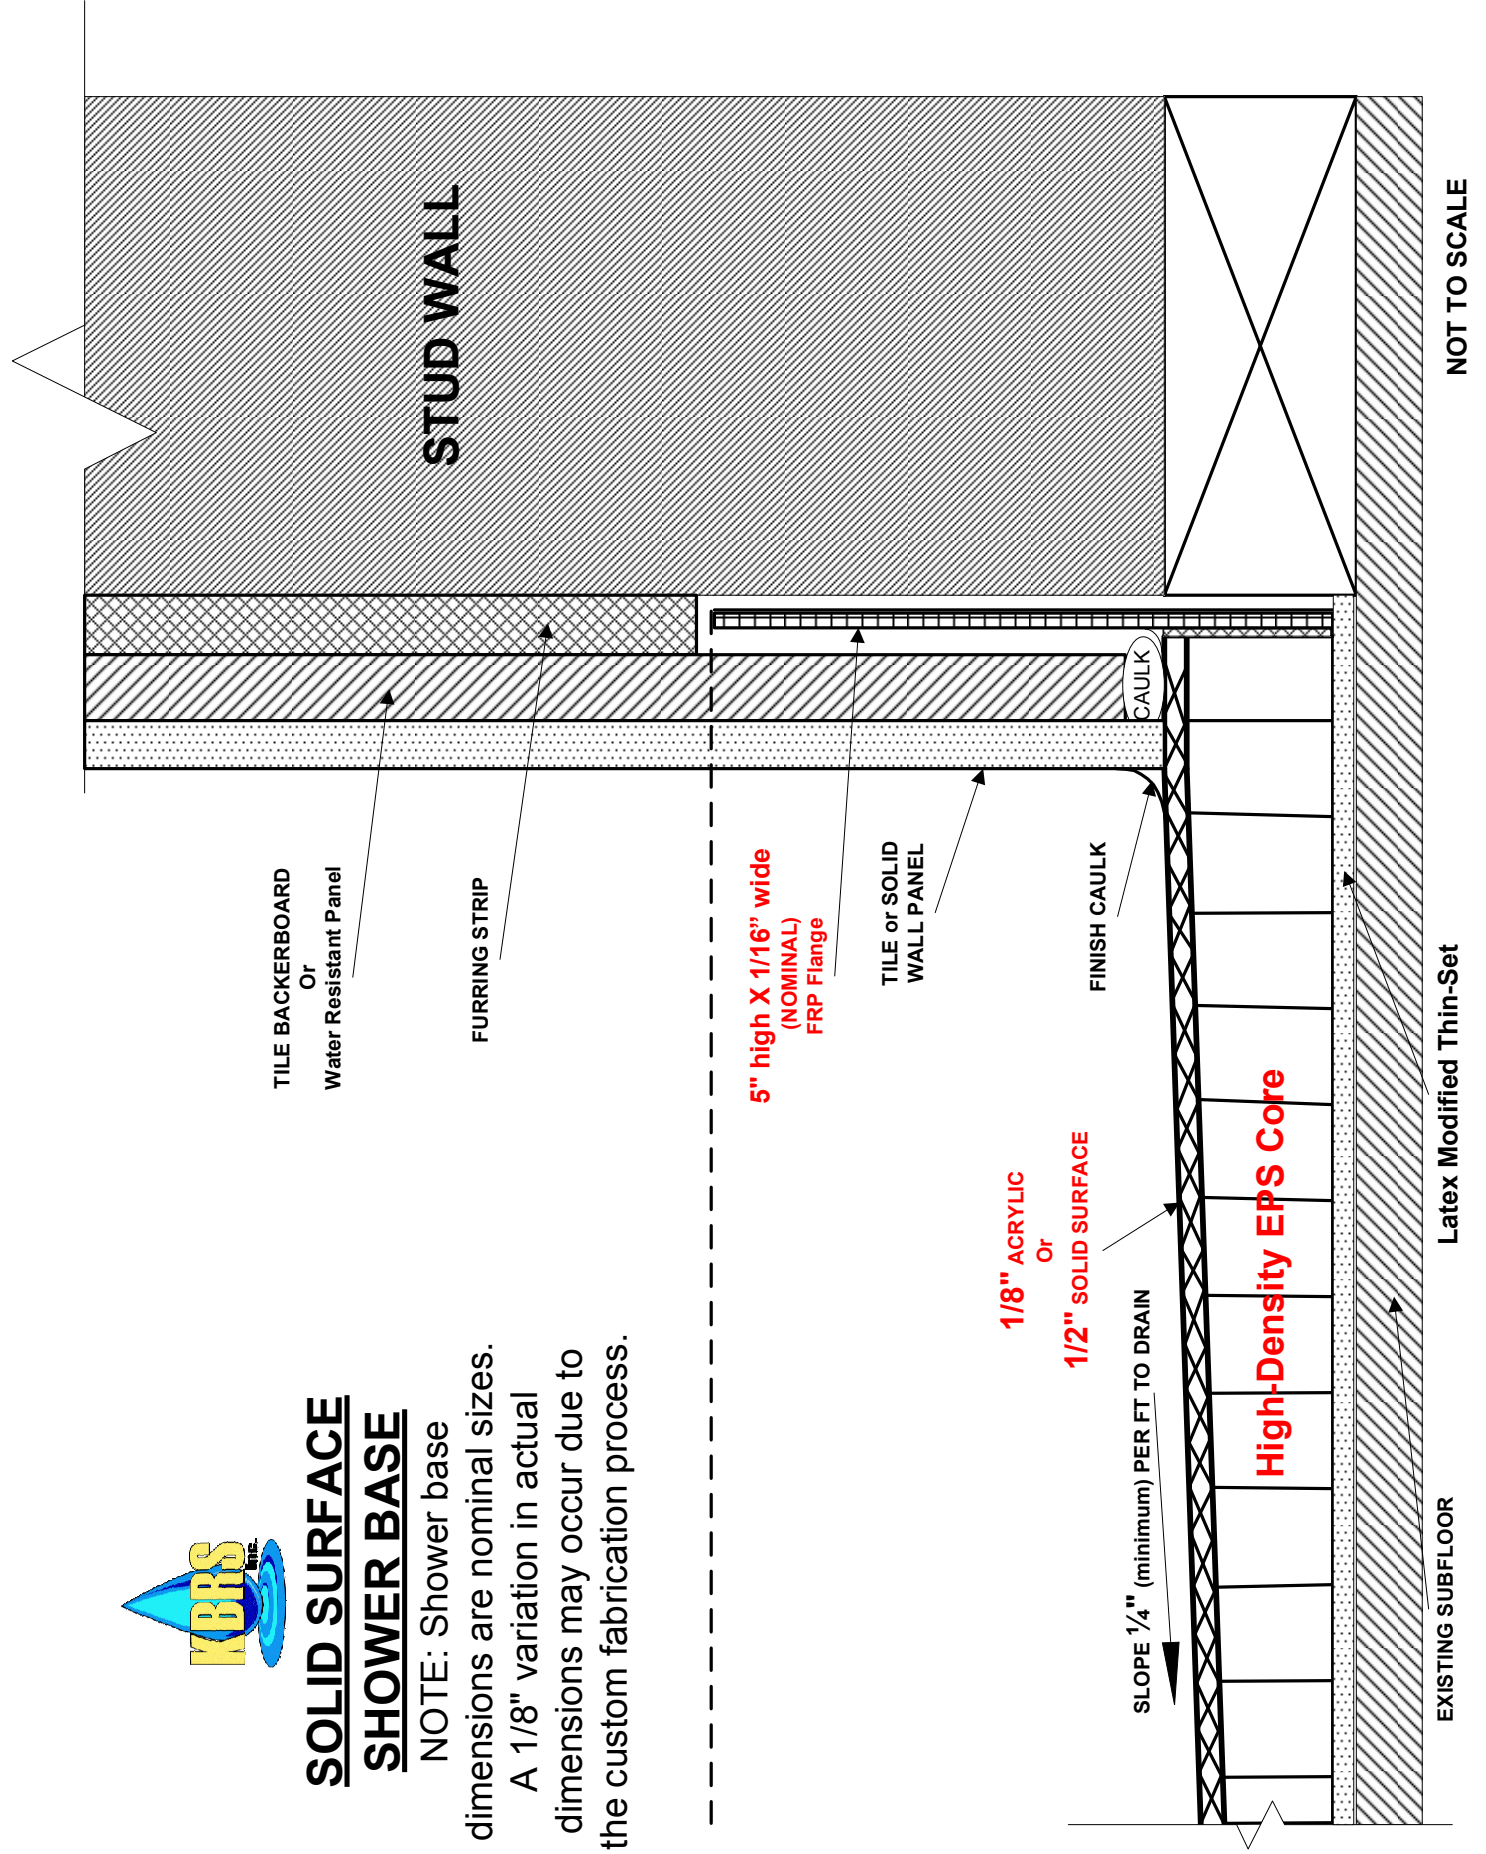 KBRS
Inc.
SOLID SURFACE
SHOWER BASE
NOTE: Shower base
dimensions are nominal sizes.
A 1/8" variation in actual
dimensions may occur due to
the custom fabrication process.
TILE BACKERBOARD
Or
Water Resistant Panel
FURRING STRIP
5" high X 1/16” wide
(NOMINAL)
FRP Flange
TILE or SOLID
WALL PANEL
FINISH CAULK
CAULK
STUD WALL
1/8" ACRYLIC
Or
1/2" SOLID SURFACE
SLOPE ¼" (minimum) PER FT TO DRAIN
High-Density EPS Core
EXISTING SUBFLOOR
Latex Modified Thin-Set
NOT TO SCALE